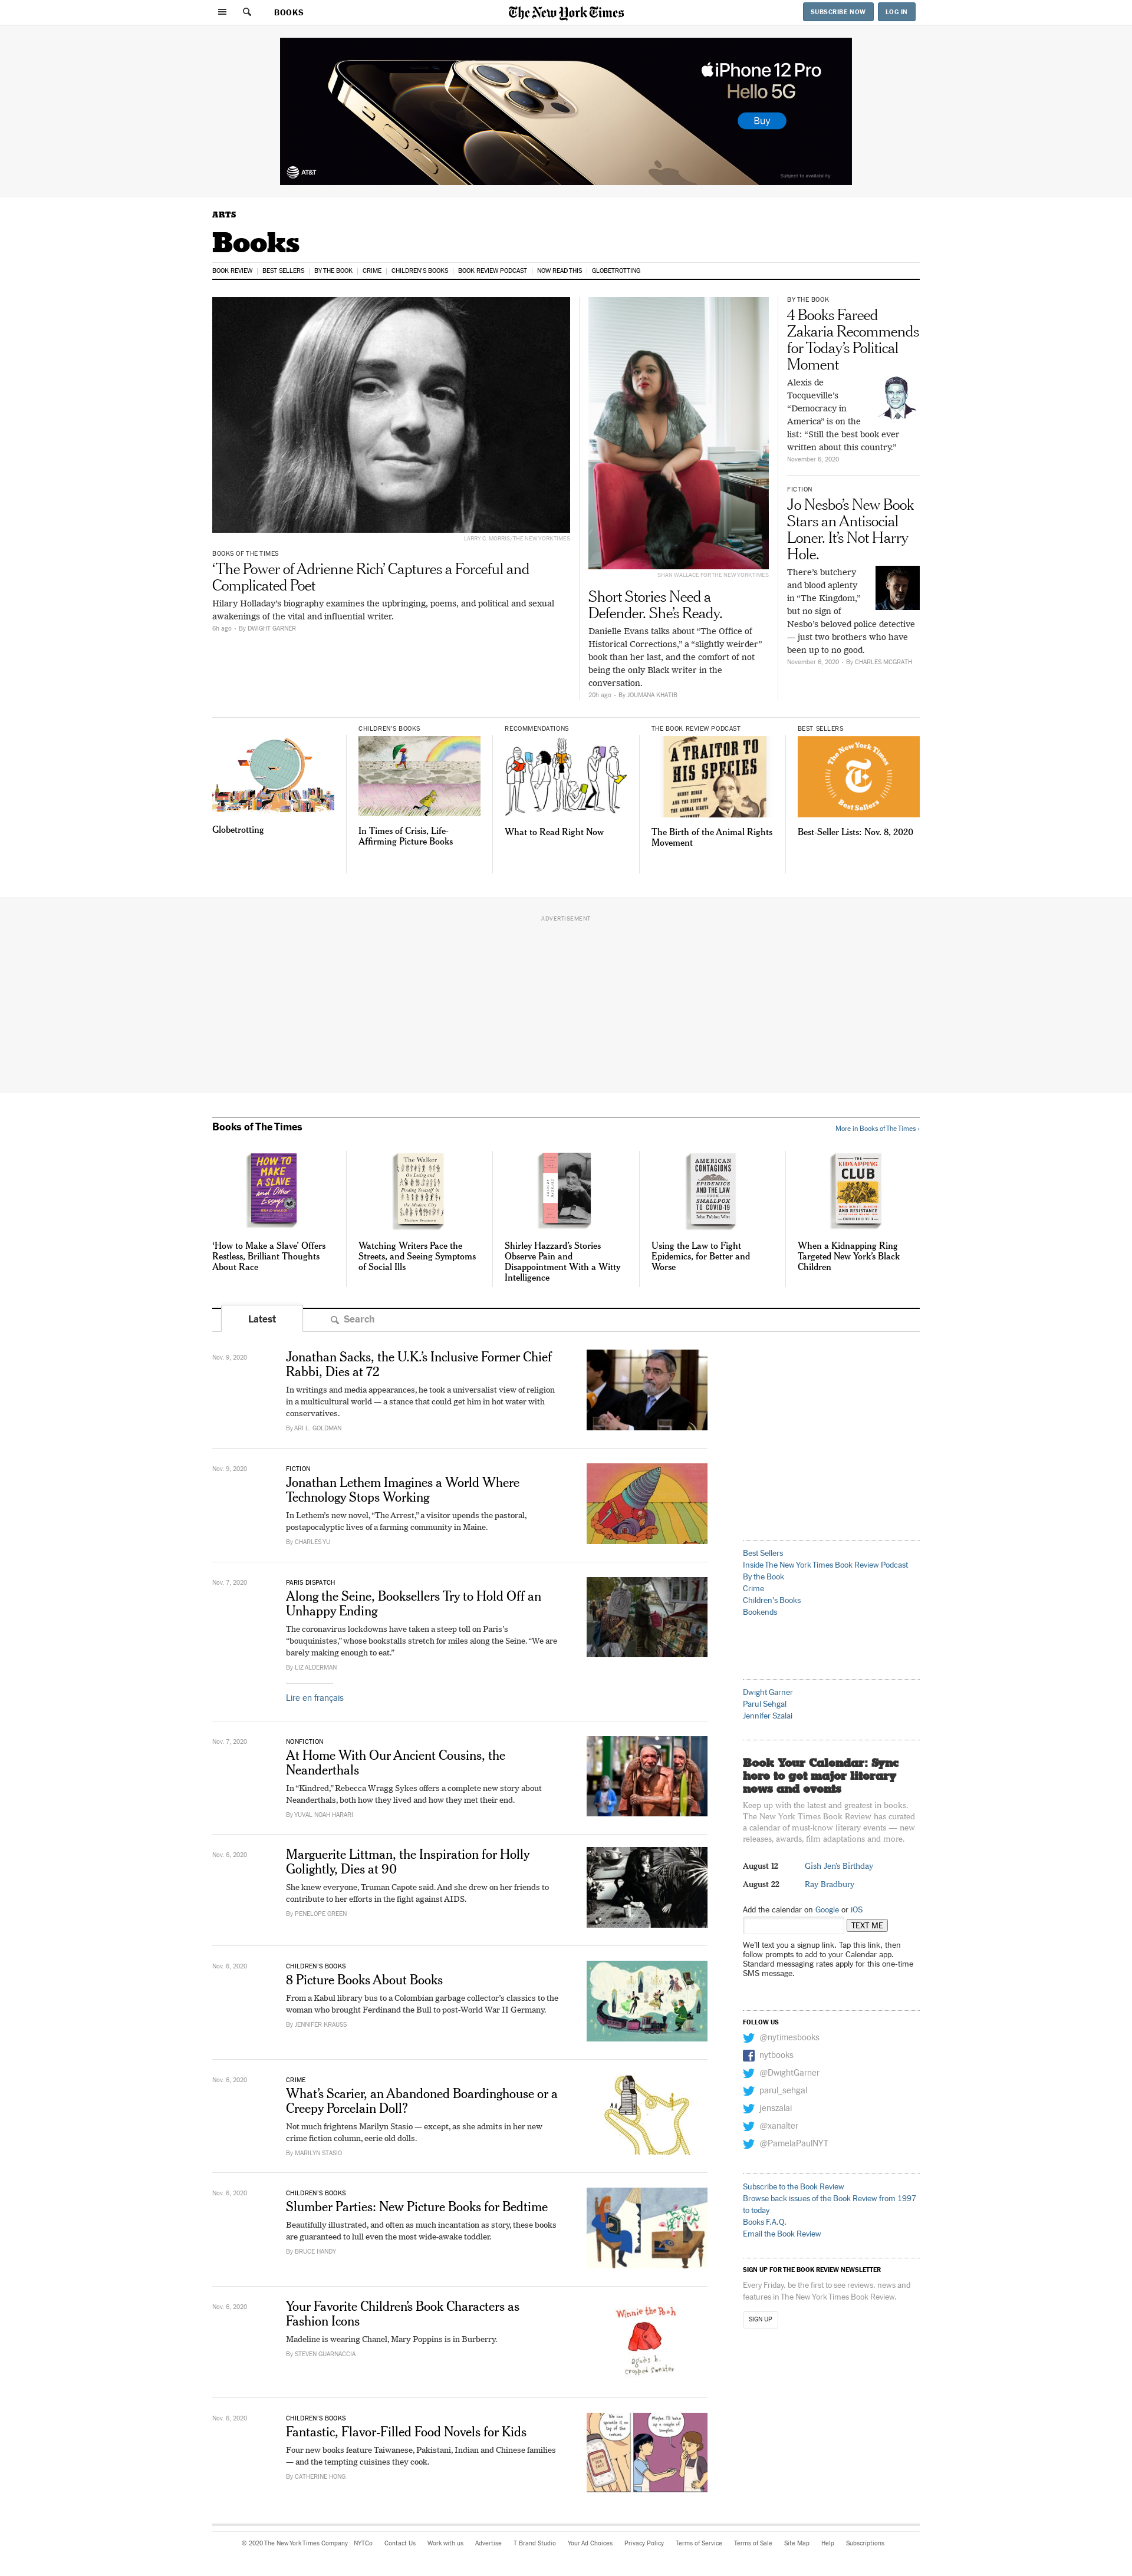 BOOKS
The New York Times
SUBSCRIBE NOW
LOG IN
iPhone 12 Pro
Hello 5G
Buy
AT&T
Subject to availability
ARTS
Books
BOOK REVIEW
BEST SELLERS
BY THE BOOK
CRIME
CHILDREN'S BOOKS
BOOK REVIEW PODCAST
NOW READ THIS
GLOBETROTTING
LARRY C. MORRIS/THE NEW YORK TIMES
BOOKS OF THE TIMES
‘The Power of Adrienne Rich’ Captures a Forceful and
Complicated Poet
Hilary Holladay’s biography examines the upbringing, poems, and political and sexual
awakenings of the vital and influential writer.
6h ago • By DWIGHT GARNER
SHAN WALLACE FOR THE NEW YORK TIMES
Short Stories Need a
Defender. She’s Ready.
Danielle Evans talks about “The Office of
Historical Corrections,” a “slightly weirder”
book than her last, and the comfort of not
being the only Black writer in the
conversation.
20h ago • By JOUMANA KHATIB
BY THE BOOK
4 Books Fareed
Zakaria Recommends
for Today’s Political
Moment
Alexis de
Tocqueville’s
“Democracy in
America” is on the
list: “Still the best book ever
written about this country.”
November 6, 2020
FICTION
Jo Nesbo’s New Book
Stars an Antisocial
Loner. It’s Not Harry
Hole.
There’s butchery
and blood aplenty
in “The Kingdom,”
but no sign of
Nesbo’s beloved police detective
— just two brothers who have
been up to no good.
November 6, 2020 • By CHARLES MCGRATH
Globetrotting
CHILDREN'S BOOKS
In Times of Crisis, Life-
Affirming Picture Books
RECOMMENDATIONS
What to Read Right Now
THE BOOK REVIEW PODCAST
A TRAITOR TO
HIS SPECIES
HENRY BERGH
AND THE BIRTH OF
THE ANIMAL RIGHTS
MOVEMENT
The Birth of the Animal Rights
Movement
BEST SELLERS
The New York Times
Best Sellers
Best-Seller Lists: Nov. 8, 2020
ADVERTISEMENT
Books of The Times
More in Books of The Times ›
HOW TO
MAKE A
SLAVE
and Other
Essays
‘How to Make a Slave’ Offers
Restless, Brilliant Thoughts
About Race
The Walker
On Losing and
Finding Yourself in
the Modern City
Watching Writers Pace the
Streets, and Seeing Symptoms
of Social Ills
Shirley Hazzard’s Stories
Observe Pain and
Disappointment With a Witty
Intelligence
AMERICAN
CONTAGIONS
EPIDEMICS
AND THE LAW
FROM
SMALLPOX
TO COVID-19
John Fabian Witt
Using the Law to Fight
Epidemics, for Better and
Worse
THE
KIDNAPPING
CLUB
AND RESISTANCE
When a Kidnapping Ring
Targeted New York’s Black
Children
Latest
Search
Nov. 9, 2020
Jonathan Sacks, the U.K.’s Inclusive Former Chief
Rabbi, Dies at 72
In writings and media appearances, he took a universalist view of religion
in a multicultural world — a stance that could get him in hot water with
conservatives.
By ARI L. GOLDMAN
Nov. 9, 2020
FICTION
Jonathan Lethem Imagines a World Where
Technology Stops Working
In Lethem’s new novel, “The Arrest,” a visitor upends the pastoral,
postapocalyptic lives of a farming community in Maine.
By CHARLES YU
Nov. 7, 2020
PARIS DISPATCH
Along the Seine, Booksellers Try to Hold Off an
Unhappy Ending
The coronavirus lockdowns have taken a steep toll on Paris’s
“bouquinistes,” whose bookstalls stretch for miles along the Seine. “We are
barely making enough to eat.”
By LIZ ALDERMAN
Lire en français
Nov. 7, 2020
NONFICTION
At Home With Our Ancient Cousins, the
Neanderthals
In “Kindred,” Rebecca Wragg Sykes offers a complete new story about
Neanderthals, both how they lived and how they met their end.
By YUVAL NOAH HARARI
Nov. 6, 2020
Marguerite Littman, the Inspiration for Holly
Golightly, Dies at 90
She knew everyone, Truman Capote said. And she drew on her friends to
contribute to her efforts in the fight against AIDS.
By PENELOPE GREEN
Nov. 6, 2020
CHILDREN'S BOOKS
8 Picture Books About Books
From a Kabul library bus to a Colombian garbage collector’s classics to the
woman who brought Ferdinand the Bull to post-World War II Germany.
By JENNIFER KRAUSS
Nov. 6, 2020
CRIME
What’s Scarier, an Abandoned Boardinghouse or a
Creepy Porcelain Doll?
Not much frightens Marilyn Stasio — except, as she admits in her new
crime fiction column, eerie old dolls.
By MARILYN STASIO
Nov. 6, 2020
CHILDREN'S BOOKS
Slumber Parties: New Picture Books for Bedtime
Beautifully illustrated, and often as much incantation as story, these books
are guaranteed to lull even the most wide-awake toddler.
By BRUCE HANDY
Nov. 6, 2020
Your Favorite Children’s Book Characters as
Fashion Icons
Madeline is wearing Chanel, Mary Poppins is in Burberry.
By STEVEN GUARNACCIA
Winnie the Pooh
agnès b.
cropped sweater
Nov. 6, 2020
CHILDREN'S BOOKS
Fantastic, Flavor-Filled Food Novels for Kids
Four new books feature Taiwanese, Pakistani, Indian and Chinese families
— and the tempting cuisines they cook.
By CATHERINE HONG
Best Sellers
Inside The New York Times Book Review Podcast
By the Book
Crime
Children's Books
Bookends
Dwight Garner
Parul Sehgal
Jennifer Szalai
Book Your Calendar: Sync
here to get major literary
news and events
Keep up with the latest and greatest in books.
The New York Times Book Review has curated
a calendar of must-know literary events — new
releases, awards, film adaptations and more.
August 12 Gish Jen's Birthday
August 22 Ray Bradbury
Add the calendar on Google or iOS
TEXT ME
We'll text you a signup link. Tap this link, then
follow prompts to add to your Calendar app.
Standard messaging rates apply for this one-time
SMS message.
FOLLOW US
@nytimesbooks
nytbooks
@DwightGarner
parul_sehgal
jenszalai
@xanalter
@PamelaPaulNYT
Subscribe to the Book Review
Browse back issues of the Book Review from 1997
to today
Books F.A.Q.
Email the Book Review
SIGN UP FOR THE BOOK REVIEW NEWSLETTER
Every Friday, be the first to see reviews, news and
features in The New York Times Book Review.
SIGN UP
© 2020 The New York Times Company
NYTCo
Contact Us
Work with us
Advertise
T Brand Studio
Your Ad Choices
Privacy Policy
Terms of Service
Terms of Sale
Site Map
Help
Subscriptions